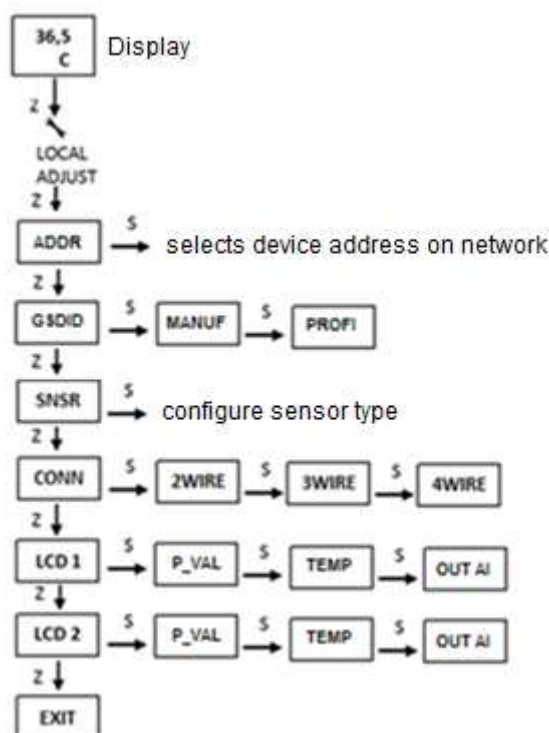 36,5 Display
C
Z
LOCAL
ADJUST
Z
ADDR S selects device address on network
Z
GSDID S MANUF S PROFI
Z
SNSR S configure sensor type
Z
CONN S 2WIRE S 3WIRE S 4WIRE
Z
LCD 1 S P_VAL S TEMP S OUT AI
Z
LCD 2 S P_VAL S TEMP S OUT AI
Z
EXIT